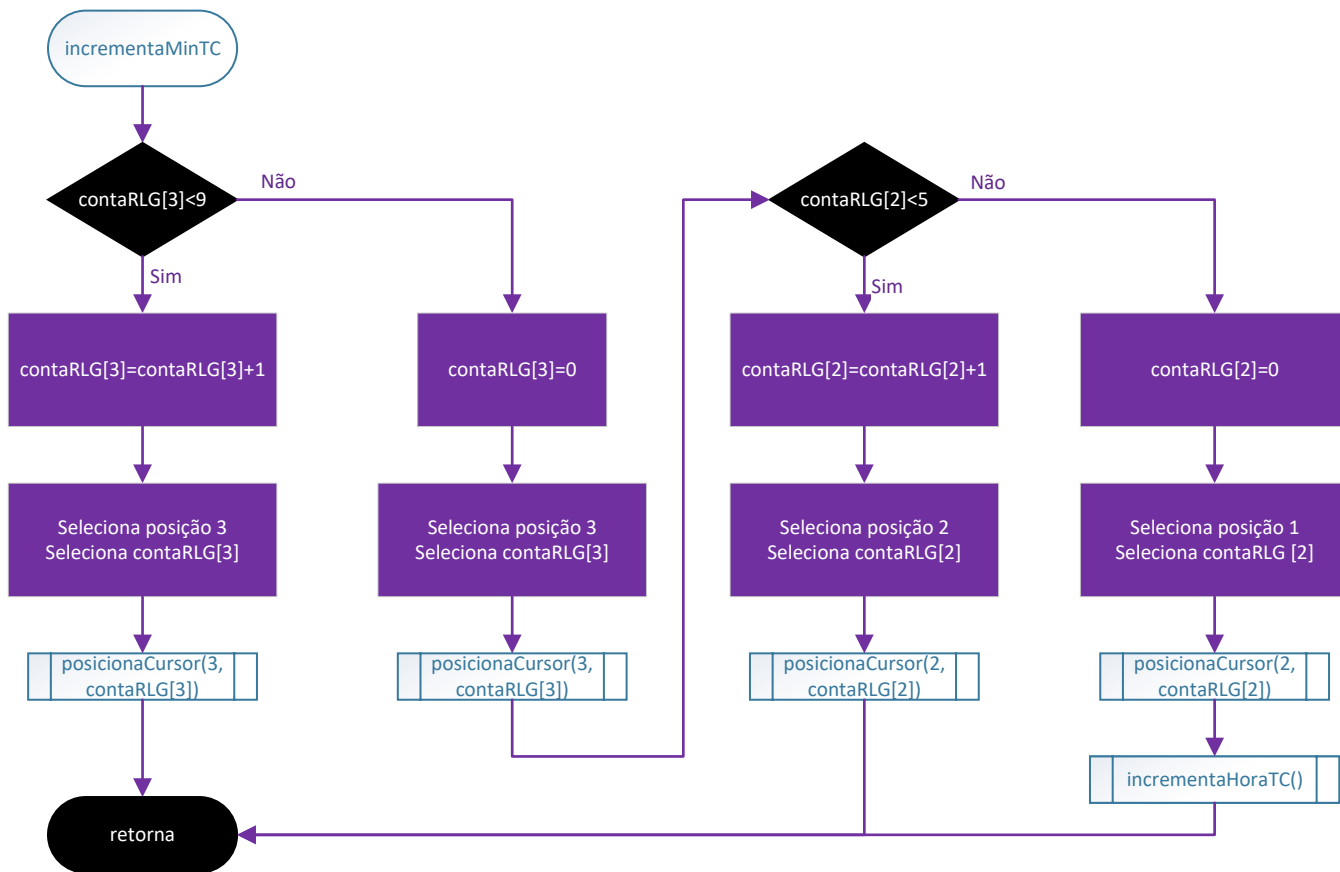 incrementaMinTC
contaRLG[3]<9
Não
Sim
contaRLG[3]=contaRLG[3]+1
Seleciona posição 3
Seleciona contaRLG[3]
posicionaCursor(3,
contaRLG[3])
contaRLG[3]=0
Seleciona posição 3
Seleciona contaRLG[3]
posicionaCursor(3,
contaRLG[3])
contaRLG[2]<5
Não
Sim
contaRLG[2]=contaRLG[2]+1
Seleciona posição 2
Seleciona contaRLG[2]
posicionaCursor(2,
contaRLG[2])
contaRLG[2]=0
Seleciona posição 1
Seleciona contaRLG [2]
posicionaCursor(2,
contaRLG[2])
incrementaHoraTC()
retorna